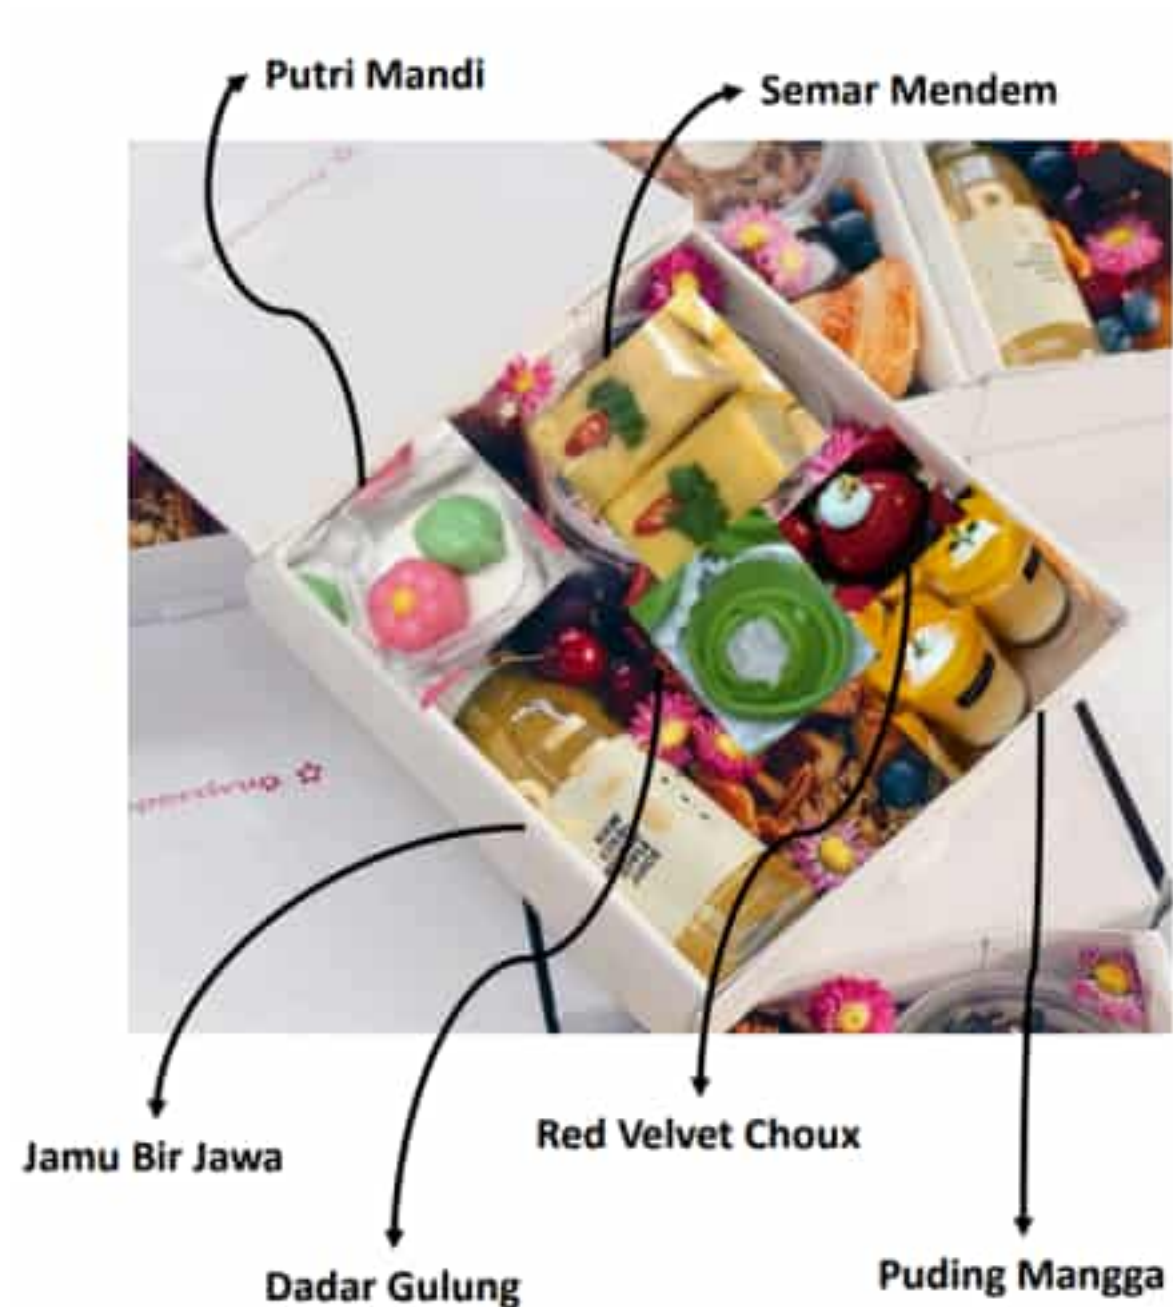 Putri Mandi
Semar Mendem
Jamu Bir Jawa
Red Velvet Choux
Dadar Gulung
Puding Mangga